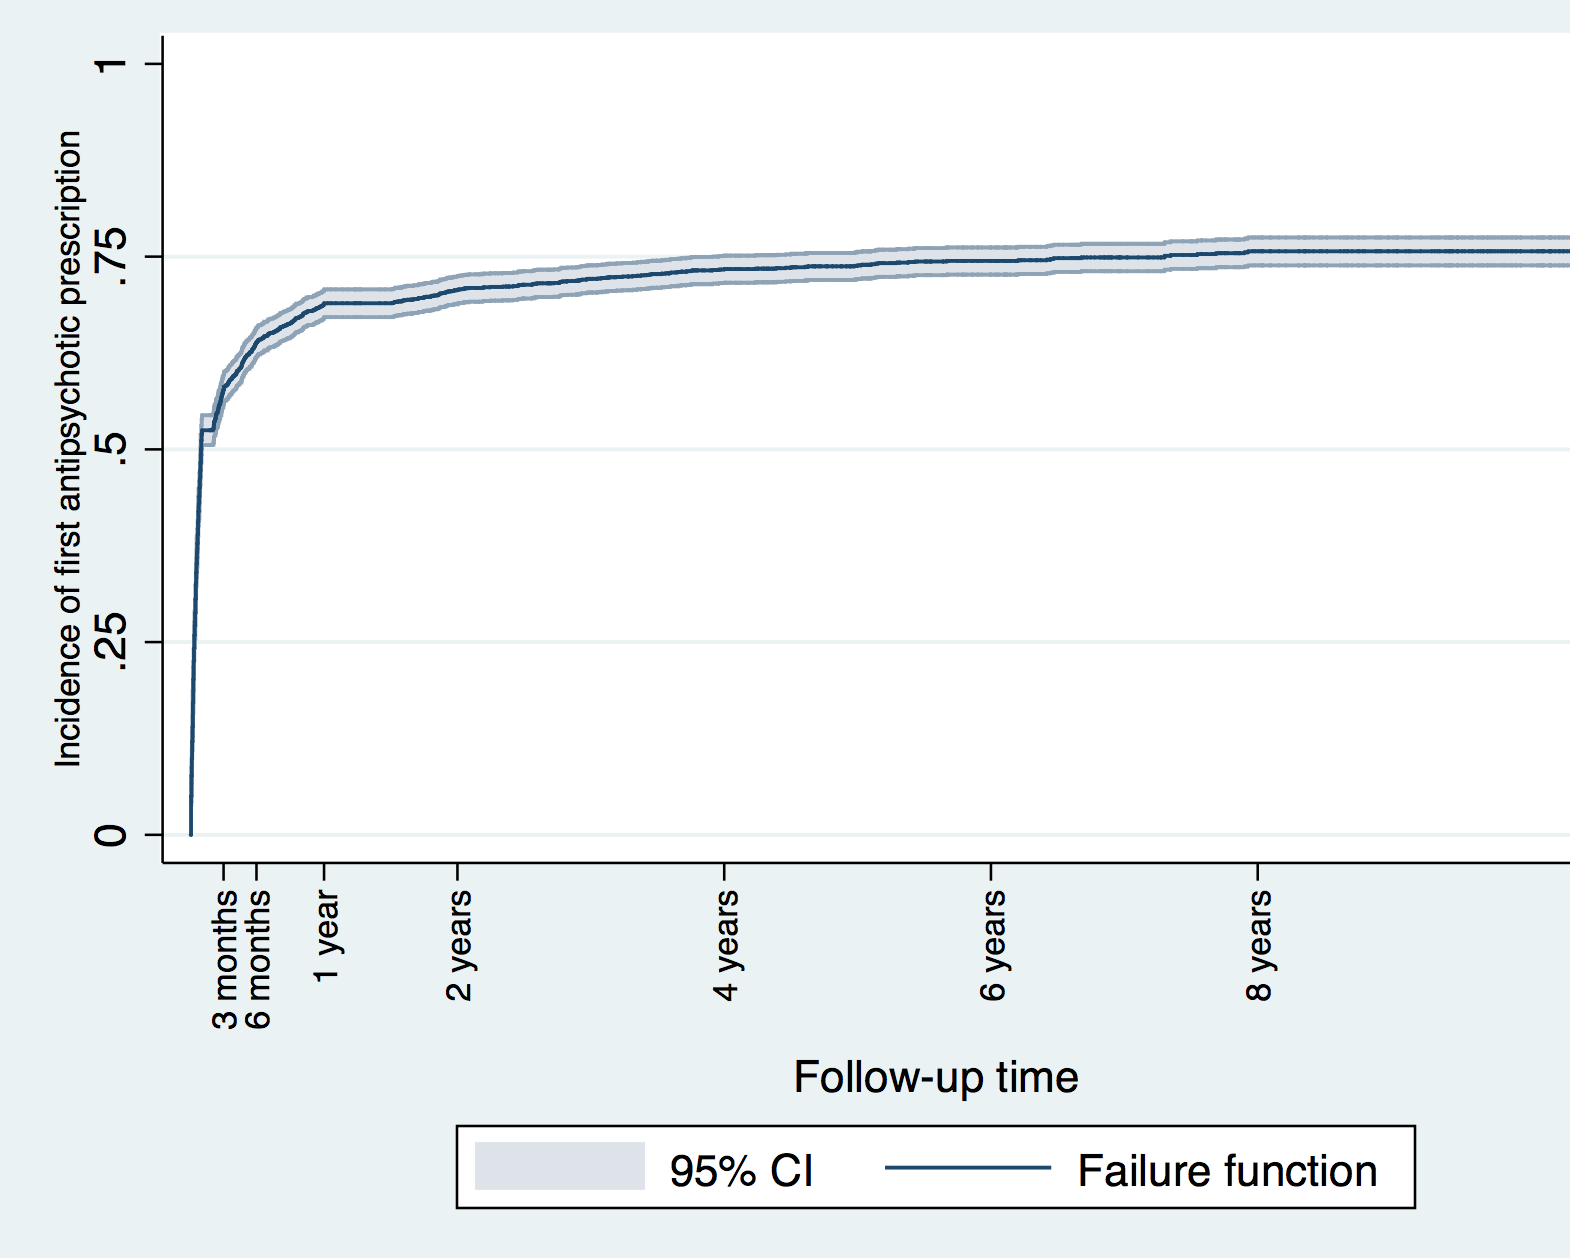 Incidence of first antipsychotic prescription
1
.75
.5
.25
0
3 months
6 months
1 year
2 years
4 years
6 years
8 years
Follow-up time
95% CI
Failure function